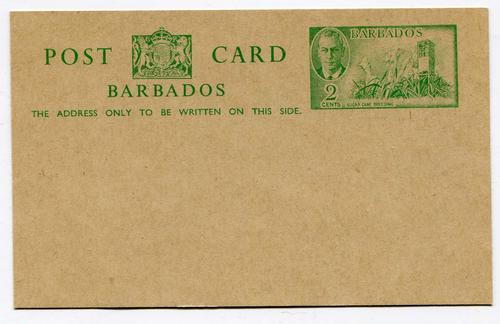 POST CARD
BARBADOS
THE ADDRESS ONLY TO BE WRITTEN ON THIS SIDE.
BARBADOS
2
CENTS
SUGAR CANE BREEDING